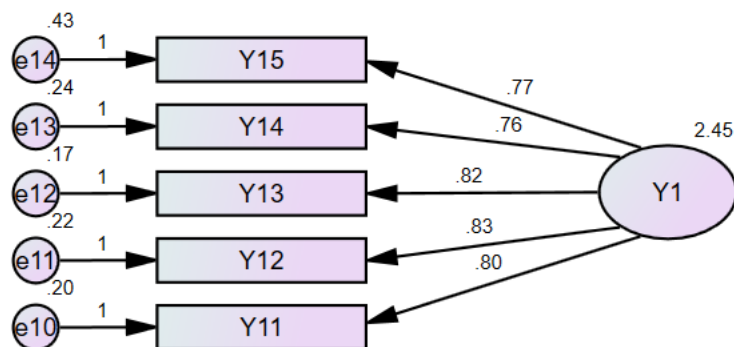 .43
e14 1 Y15
.77
.24
e13 1 Y14
.76
2.45
.17
e12 1 Y13
.82
Y1
.22
e11 1 Y12
.83
.20
e10 1 Y11
.80